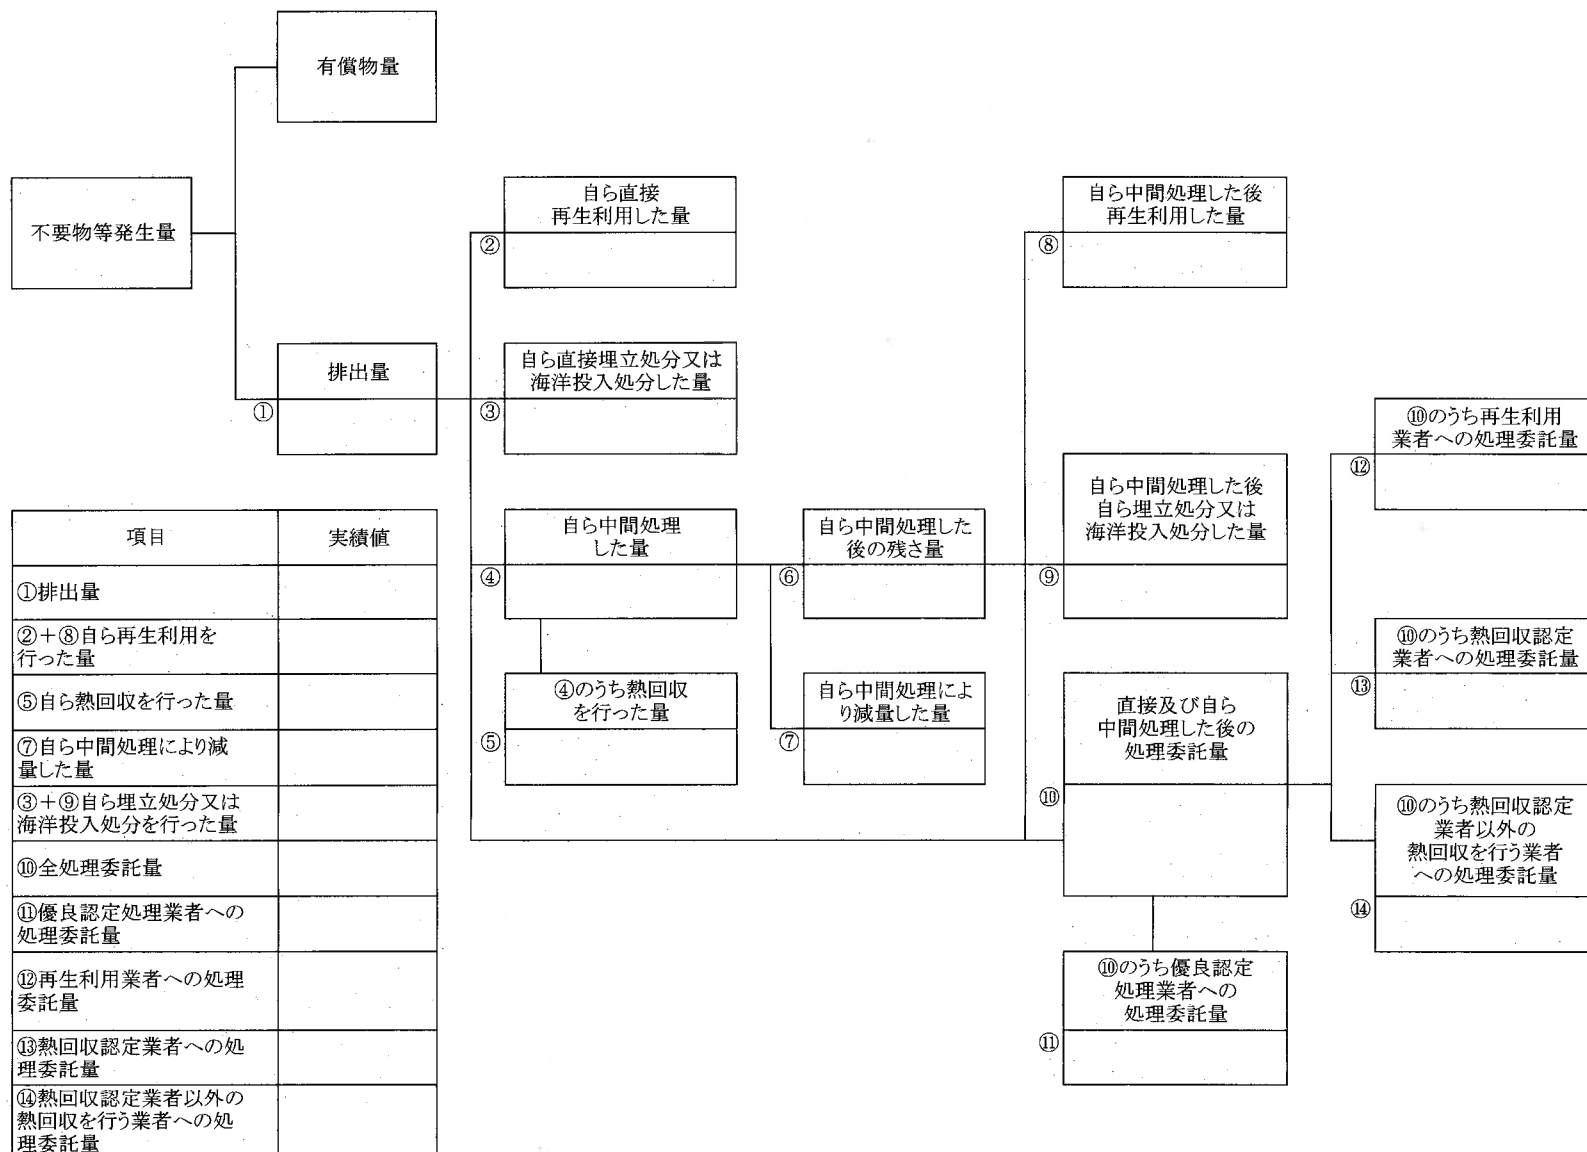 有償物量
不要物等発生量
①
排出量
②
自ら直接
再生利用した量
③
自ら直接埋立処分又は
海洋投入処分した量
④
自ら中間処理
した量
⑤
④のうち熱回収
を行った量
⑥
自ら中間処理した
後の残さ量
⑦
自ら中間処理によ
り減量した量
⑧
自ら中間処理した後
再生利用した量
⑨
自ら中間処理した後
自ら埋立処分又は
海洋投入処分した量
⑩
直接及び自ら
中間処理した後の
処理委託量
⑪
⑩のうち優良認定
処理業者への
処理委託量
⑫
⑩のうち再生利用
業者への処理委託量
⑬
⑩のうち熱回収認定
業者への処理委託量
⑭
⑩のうち熱回収認定
業者以外の
熱回収を行う業者
への処理委託量
項目
実績値
①排出量
②+⑧自ら再生利用を
行った量
⑤自ら熱回収を行った量
⑦自ら中間処理により減
量した量
③+⑨自ら埋立処分又は
海洋投入処分を行った量
⑩全処理委託量
⑪優良認定処理業者への
処理委託量
⑫再生利用業者への処理
委託量
⑬熱回収認定業者への処
理委託量
⑭熱回収認定業者以外の
熱回収を行う業者への処
理委託量